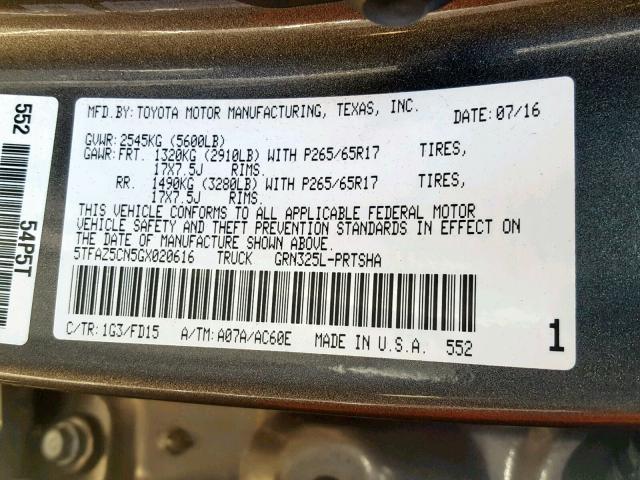 MFD.BY: TOYOTA MOTOR MANUFACTURING, TEXAS, INC. DATE: 07/16
GVWR: 2545KG (5600LB)
GAWR: FRT. 1320KG (2910LB) WITH P265/65R17 TIRES,
17X7.5J RIMS.
RR. 1490KG (3280LB) WITH P265/65R17 TIRES,
17X7.5J RIMS.
THIS VEHICLE CONFORMS TO ALL APPLICABLE FEDERAL MOTOR
VEHICLE SAFETY AND THEFT PREVENTION STANDARDS IN EFFECT ON
THE DATE OF MANUFACTURE SHOWN ABOVE.
5TFAZ5CN5GX020616 TRUCK GRN325L-PRTSHA
C/TR: 1G3/FD15 A/TM: A07A/AC60E MADE IN U.S.A. 552
1
552
54P5T